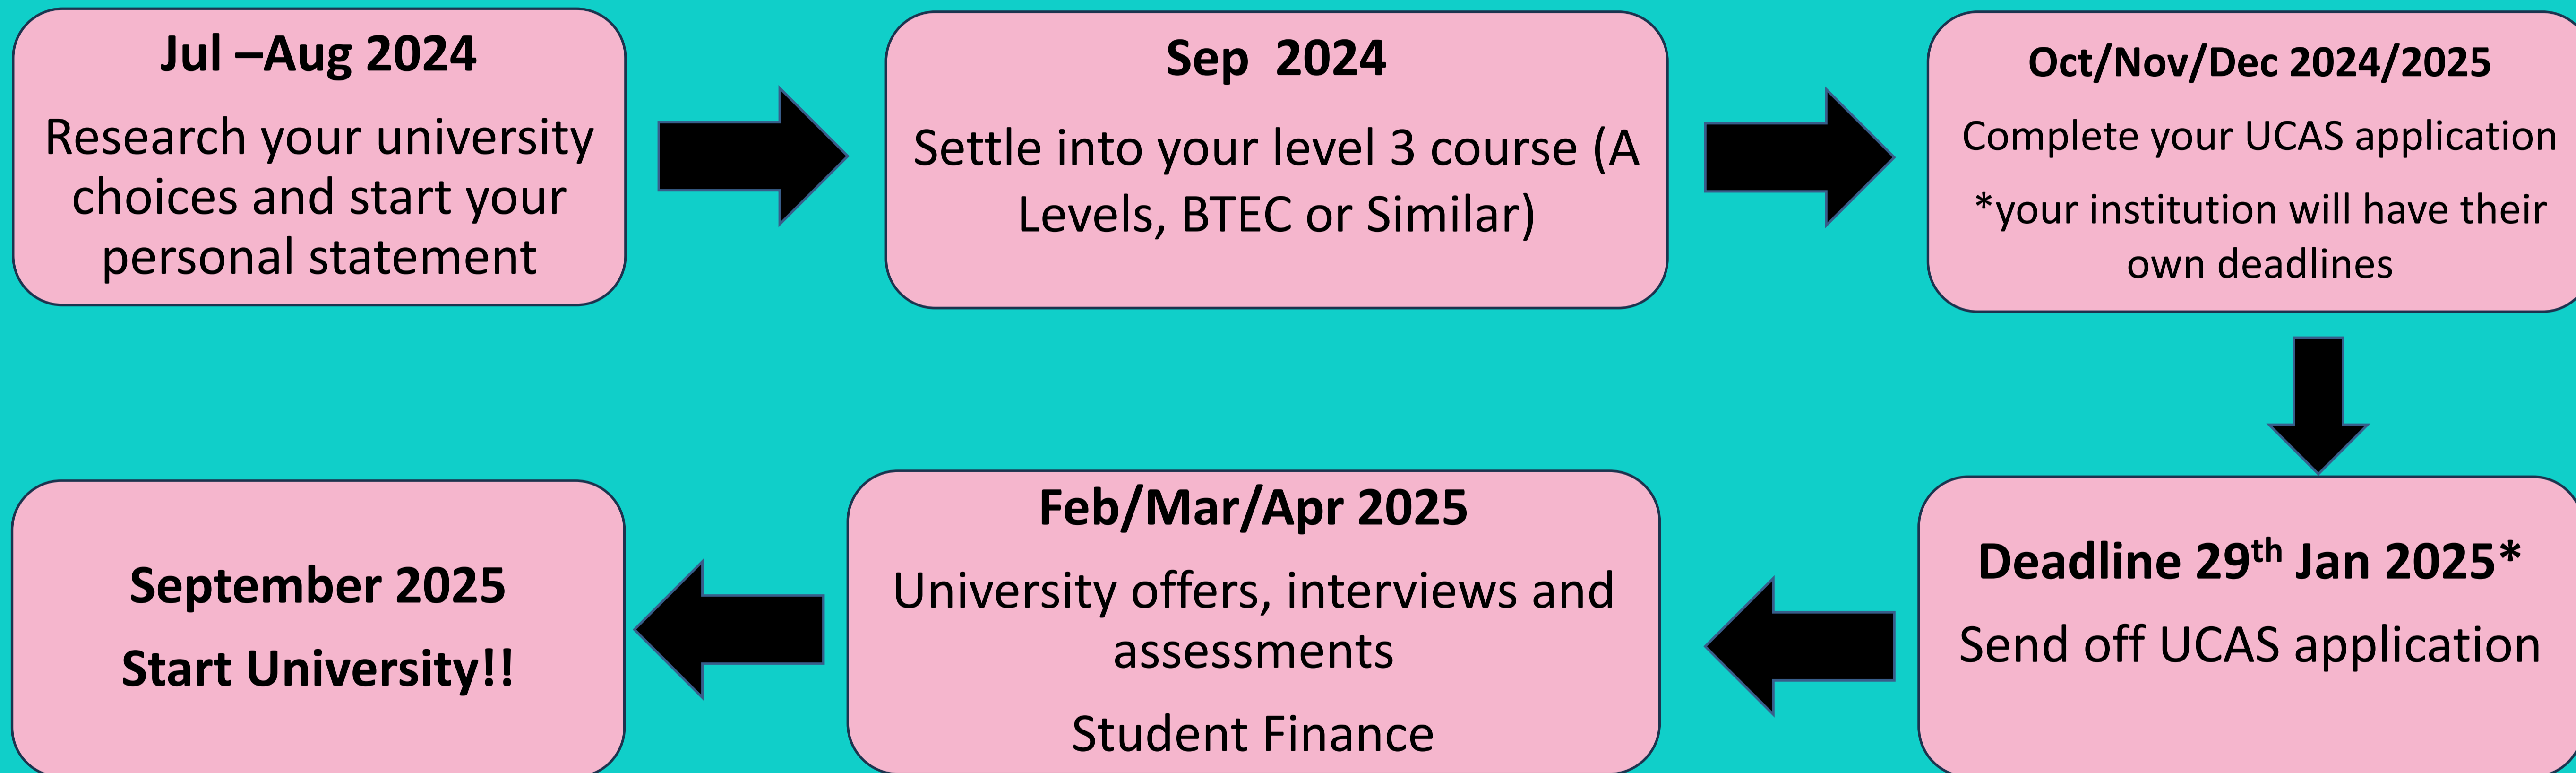 Jul –Aug 2024
Research your university
choices and start your
personal statement
Sep  2024
Settle into your level 3 course (A
Levels, BTEC or Similar)
Oct/Nov/Dec 2024/2025
Complete your UCAS application
*your institution will have their
own deadlines
Deadline 29th Jan 2025*
Send off UCAS application
Feb/Mar/Apr 2025
University offers, interviews and
assessments
Student Finance
September 2025
Start University!!